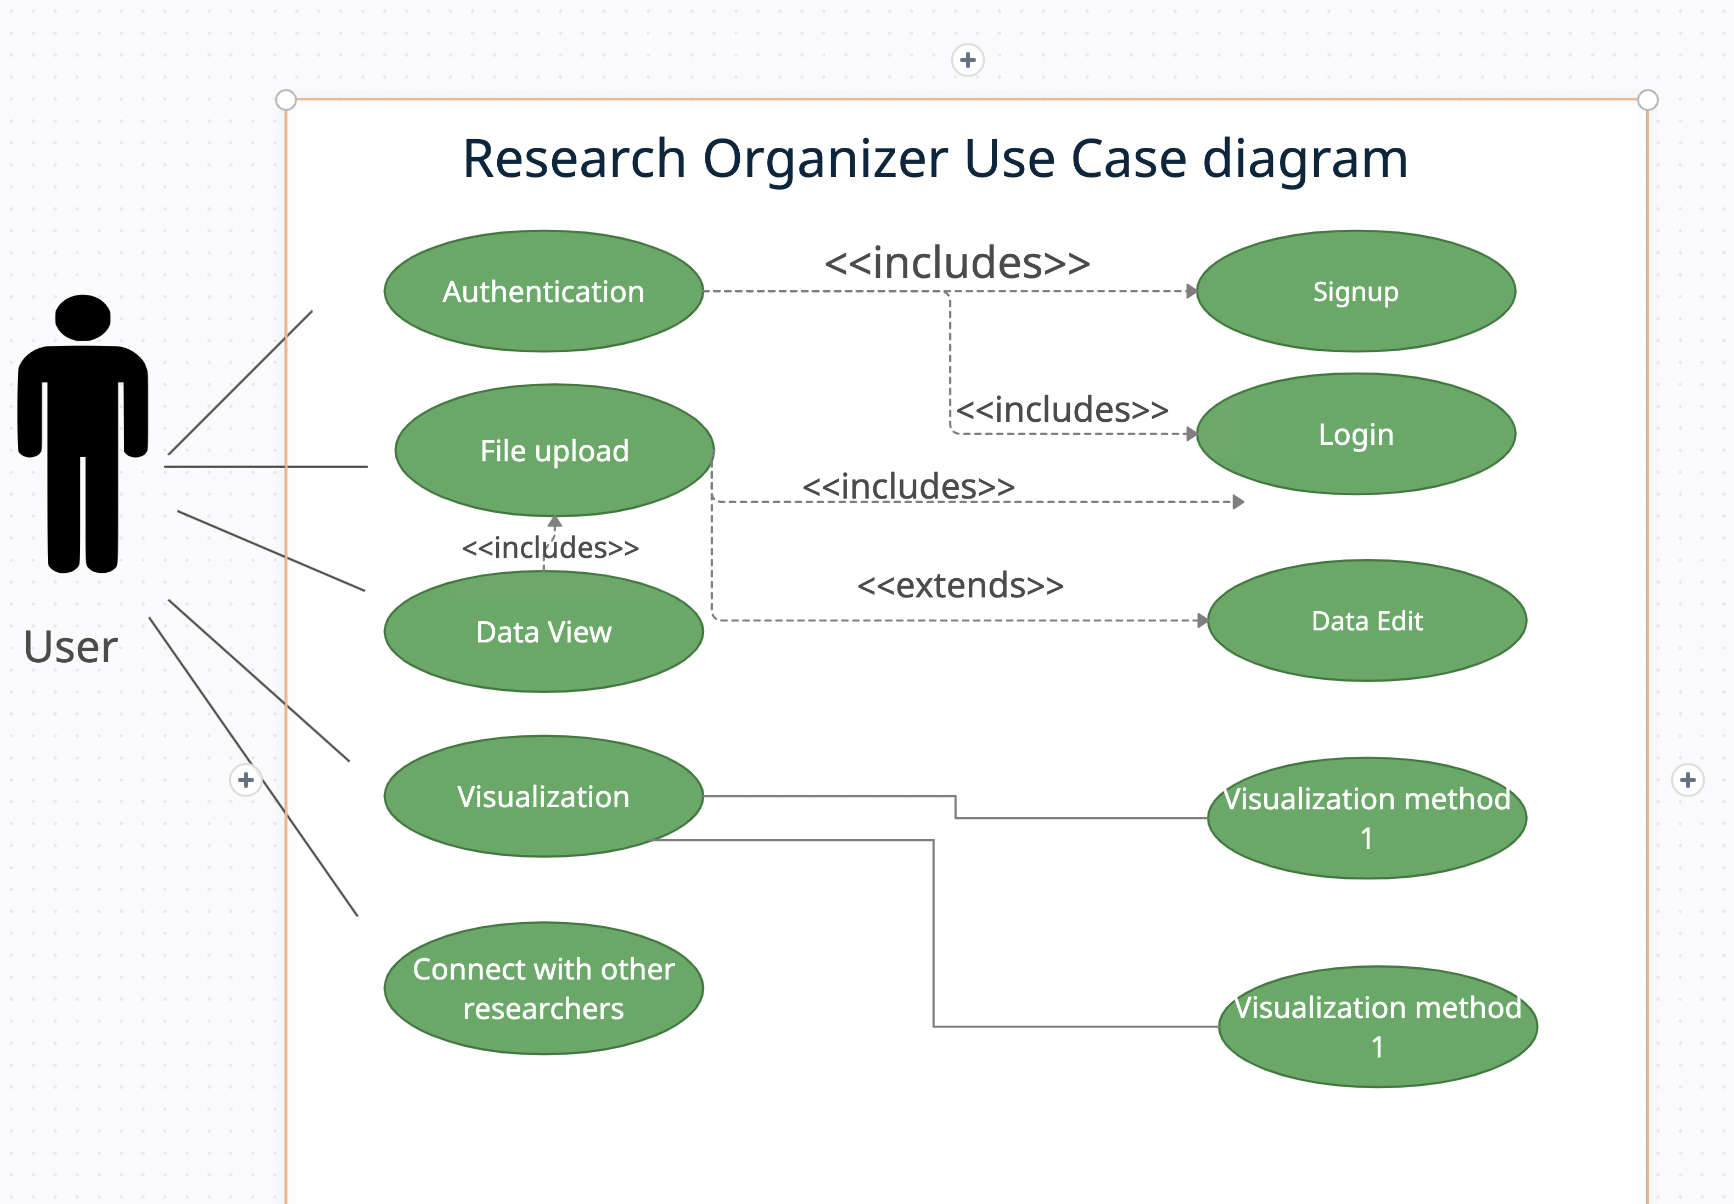 Research Organizer Use Case diagram
Authentication
<<includes>>
Signup
<<includes>>
Login
File upload
<<includes>>
<<includes>>
<<extends>>
Data View
Data Edit
User
Visualization
Visualization method
1
Connect with other
researchers
Visualization method
1